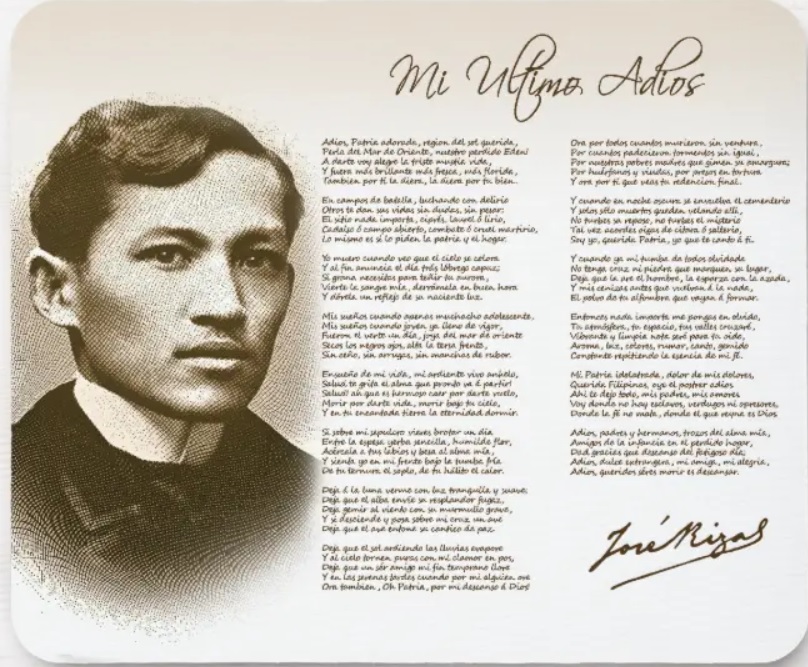 Mi Ultimo Adios
Adios, Patria adorada, region del sol querida,
Perla del Mar de Oriente, nuestro perdido Eden!
A darte voy alegre la triste mustia vida,
Y fuera más brillante más fresca, más florida,
Tambien por tí la diera, la diera por tu bien.
En campos de batalla, luchando con delirio
Otros te dan sus vidas sin dudas, sin pesar;
El sitio nada importa, ciprés, laurel ó lirio,
Cadalso ó campo abierto, combate ó cruel martirio,
Lo mismo es si lo piden la patria y el hogar.
Yo muero cuando veo que el cielo se colora
Y al fin anuncia el día trás lóbrego capuz;
Si grana necesitas para teñir tu aurora,
Vierte la sangre mía, derrámala en buen hora
Y dórela un reflejo de su naciente luz.
Mis sueños cuando apenas muchacho adolescente,
Mis sueños cuando joven ya lleno de vigor,
Fueron el verte un día, joya del mar de oriente
Secos los negros ojos, alta la tersa frente,
Sin ceño, sin arrugas, sin manchas de rubor.
Ensueño de mi vida, mi ardiente vivo anhelo,
Salud te grita el alma que pronto va á partir!
Salud! ah que es hermoso caer por darte vuelo,
Morir por darte vida, morir bajo tu cielo,
Y en tu encantada tierra la eternidad dormir.
Si sobre mi sepulcro vieres brotar un día
Entre la espesa yerba sencilla, humilde flor,
Acércala a tus labios y besa al alma mía,
Y sienta yo en mi frente bajo la tumba fría
De tu ternura el soplo, de tu hálito el calor.
Deja á la luna verme con luz tranquila y suave;
Deja que el alba envíe su resplandor fugaz,
Deja gemir al viento con su murmullo grave,
Y si desciende y posa sobre mi cruz un ave
Deja que el ave entone su cantico de paz.
Deja que el sol ardiendo las lluvias evapore
Y al cielo tornen puras con mi clamor en pos,
Deja que un sér amigo mi fin temprano llore
Y en las serenas tardes cuando por mi alguien ore
Ora tambien, Oh Patria, por mi descanso á Dios!
Ora por todos cuantos murieron sin ventura,
Por cuantos padecieron tormentos sin igual,
Por nuestras pobres madres que gimen su amargura;
Por huérfanos y viudas, por presos en tortura
Y ora por tí que veas tu redencion final.
Y cuando en noche oscura se envuelva el cementerio
Y solos sólo muertos queden velando allí,
No turbes su reposo, no turbes el misterio
Tal vez acordes oigas de citara ó salterio,
Soy yo, querida Patria, yo que te canto á ti.
Y cuando ya mi tumba de todos olvidada
No tenga cruz ni piedra que marquen su lugar,
Deja que la are el hombre, la esparza con la azada,
Y mis cenizas antes que vuelvan á la nada,
El polvo de tu alfombra que vayan á formar.
Entonces nada importa me pongas en olvido,
Tu atmósfera, tu espacio, tus valles cruzaré,
Vibrante y limpia nota seré para tu oido,
Aroma, luz, colores, rumor, canto, gemido
Constante repitiendo la esencia de mi fé.
Mi Patria idolatrada, dolor de mis dolores,
Querida Filipinas, oye el postrer adios
Ahi te dejo todo, mis padres, mis amores
Voy donde no hay esclavos, verdugos ni opresores,
Donde la fé no mata, donde el que reyna es Dios
Adios, padres y hermanos, trozos del alma mía,
Amigos de la infancia en el perdido hogar,
Dad gracias que descanso del fatigoso día;
Adios, dulce extrangera, mi amiga, mi alegria,
Adios, queridos séres morir es descansar.
José Rizal